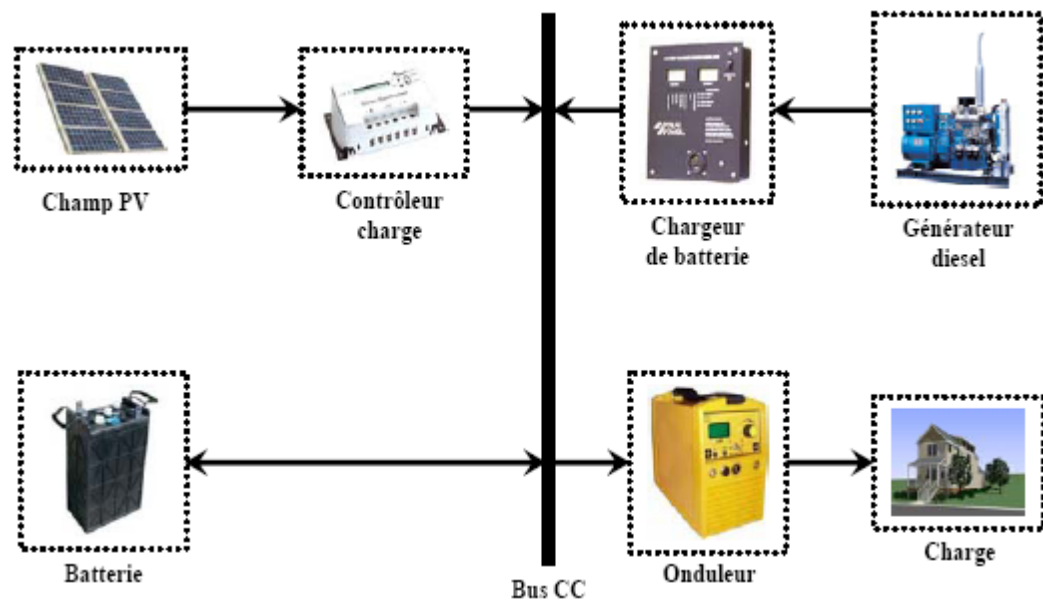 Champ PV
Contrôleur
charge
Chargeur
de batterie
Générateur
diesel
Batterie
Bus CC
Onduleur
Charge